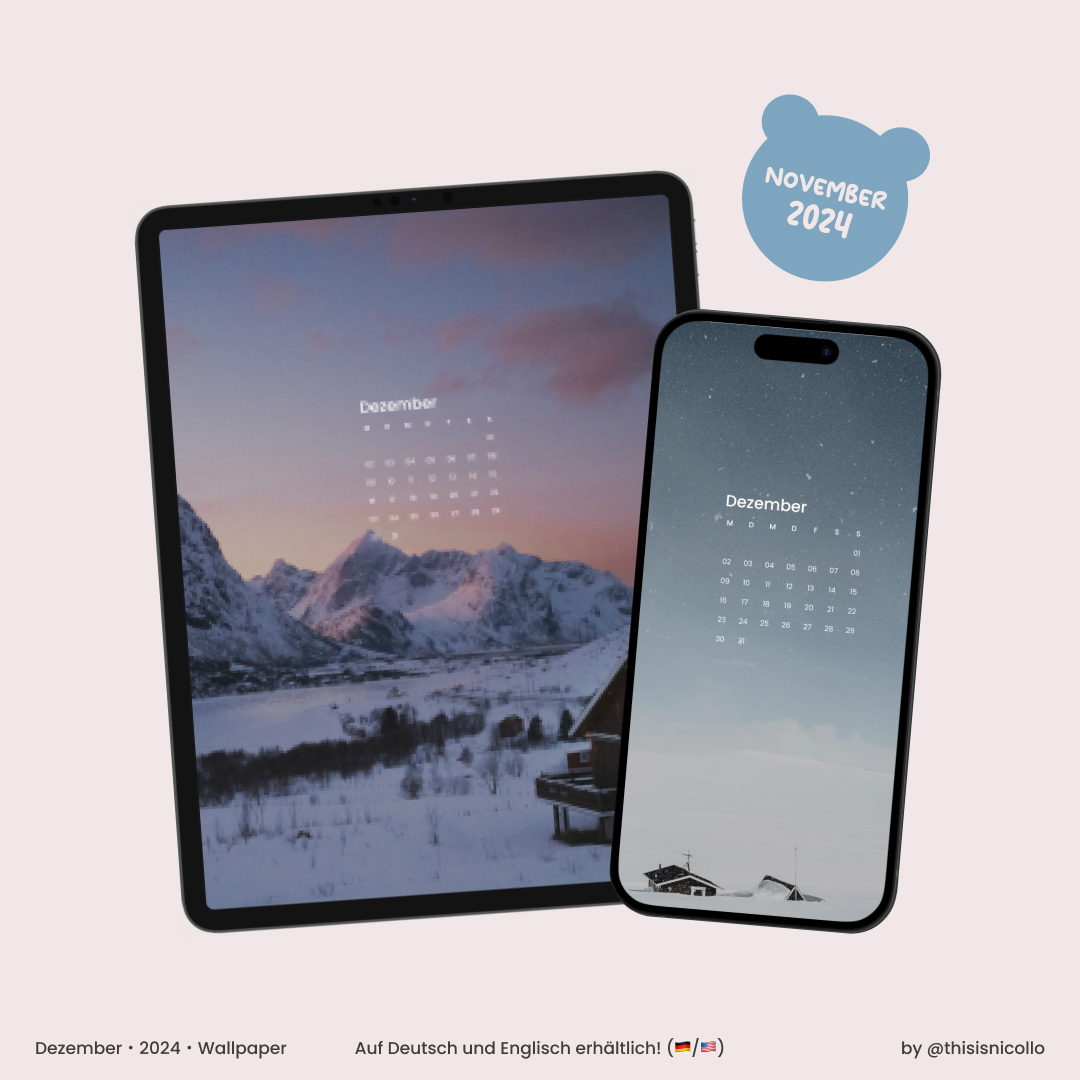 NOVEMBER
2024
Dezember
Dezember
M D M D F S S
01
02 03 04 05 06 07 08
09 10 11 12 13 14 15
16 17 18 19 20 21 22
23 24 25 26 27 28 29
30 31
Dezember • 2024 • Wallpaper
Auf Deutsch und Englisch erhältlich! (🇩🇪/🇺🇸)
by @thisisnicollo